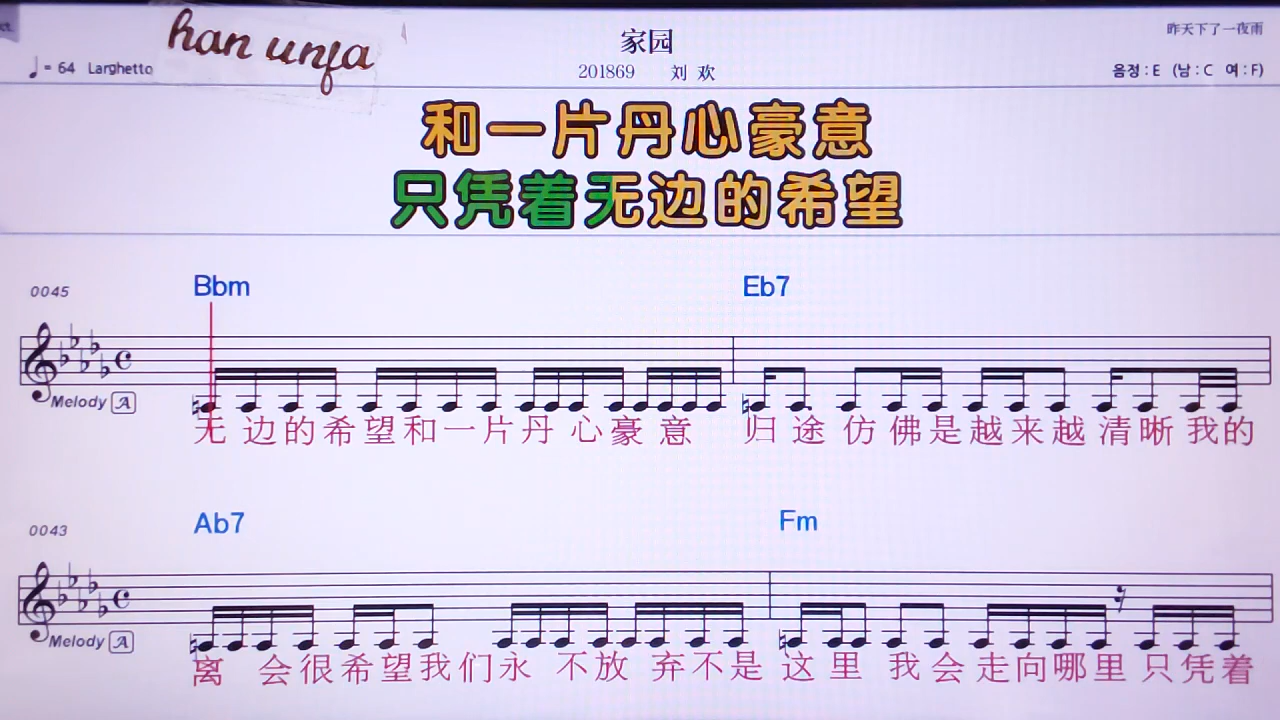 han unfa
家园
昨天下了一夜雨
♩= 64 Larghetto
201869 刘 欢
음정 : E (남 : C 여 : F)
和一片丹心豪意
只凭着无边的希望
0045
Bbm Eb7
Melody A
无 边的希望和一片丹 心豪 意 归 途 仿 佛是越来越 清晰 我的
0043
Ab7 Fm
Melody A
离 会很希望我们永 不放 弃不是 这 里 我会 走向哪里 只凭着